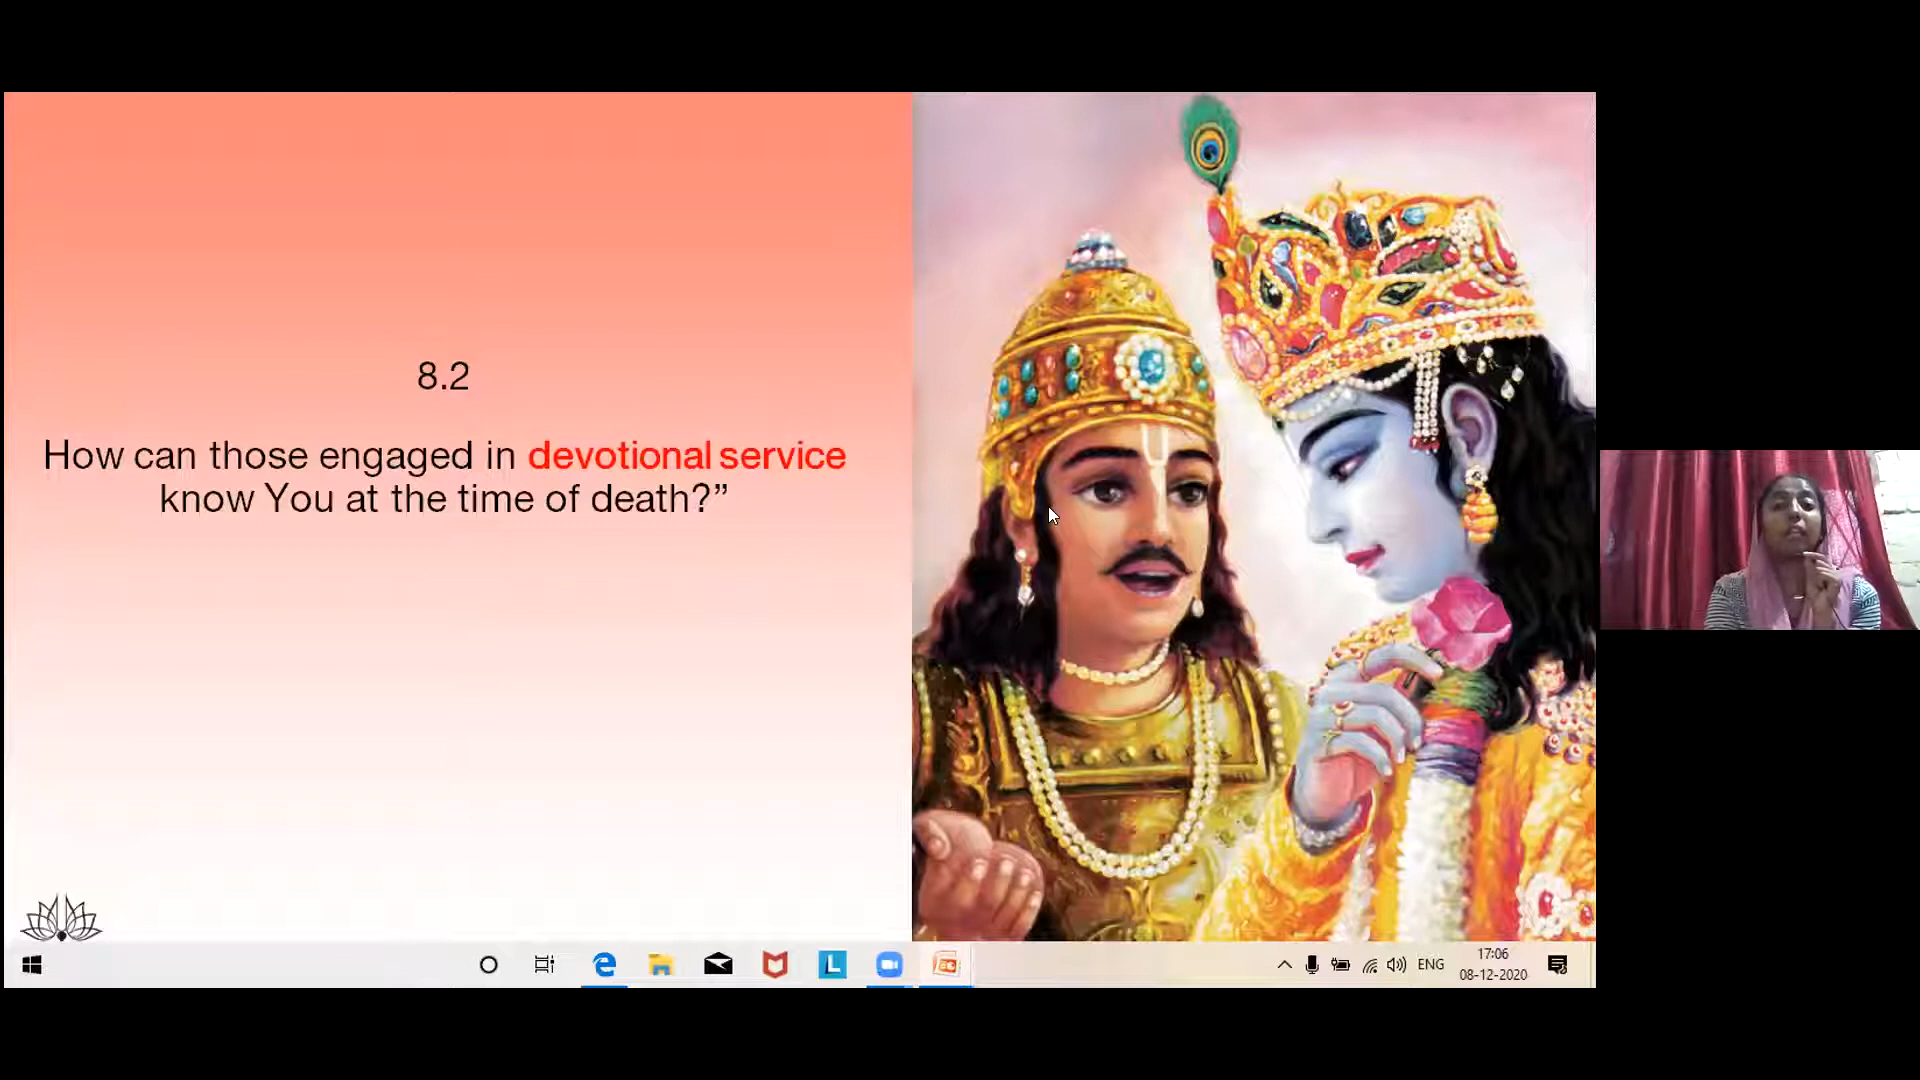 8.2
How can those engaged in devotional service
know You at the time of death?”
L
ENG
17:06
08-12-2020